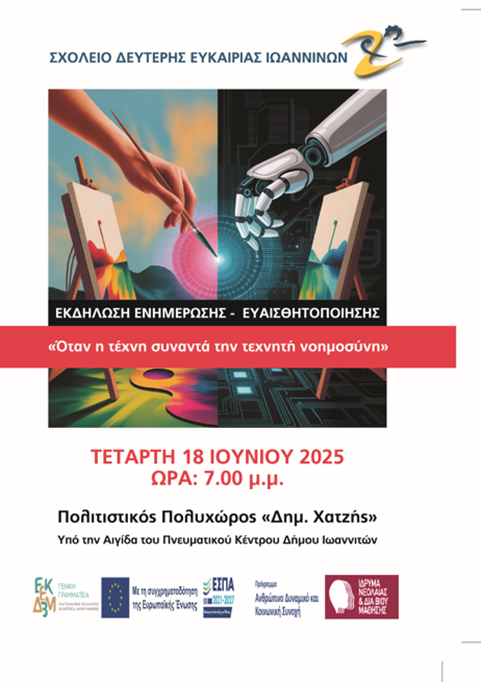 ΣΧΟΛΕΙΟ ΔΕΥΤΕΡΗΣ ΕΥΚΑΙΡΙΑΣ ΙΩΑΝΝΙΝΩΝ
ΕΚΔΗΛΩΣΗ ΕΝΗΜΕΡΩΣΗΣ - ΕΥΑΙΣΘΗΤΟΠΟΙΗΣΗΣ
«Όταν η τέχνη συναντά την τεχνητή νοημοσύνη»
ΤΕΤΑΡΤΗ 18 ΙΟΥΝΙΟΥ 2025
ΩΡΑ: 7.00 μ.μ.
Πολιτιστικός Πολυχώρος «Δημ. Χατζής»
Υπό την Αιγίδα του Πνευματικού Κέντρου Δήμου Ιωαννιτών
ΓΕΝΙΚΗ
ΓΡΑΜΜΑΤΕΙΑ
Με τη συγχρηματοδότηση
της Ευρωπαϊκής Ένωσης
ΕΣΠΑ
2021-2027
Πρόγραμμα
Ανθρώπινο Δυναμικό και
Κοινωνική Συνοχή
ΙΔΡΥΜΑ
ΝΕΟΛΑΙΑΣ
& ΔΙΑ ΒΙΟΥ
ΜΑΘΗΣΗΣ